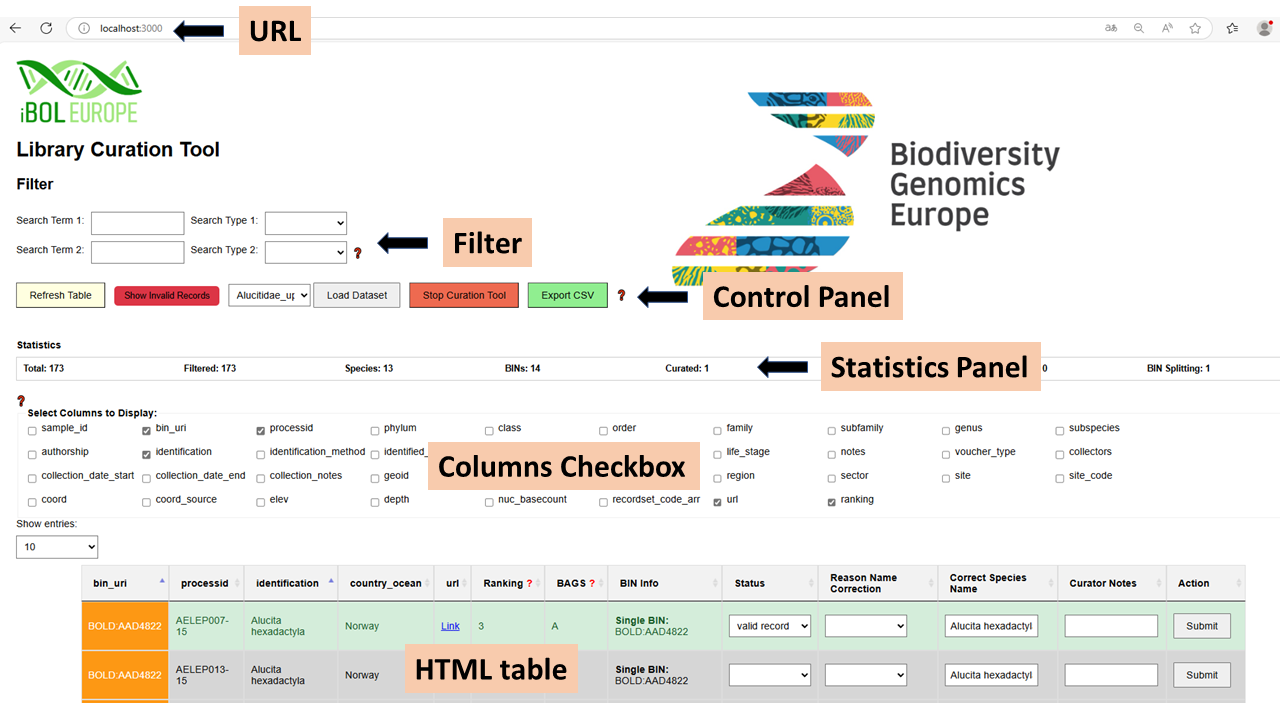 localhost:3000
URL
iBOL EUROPE
Library Curation Tool
Biodiversity
Genomics
Europe
Filter
Search Term 1: Search Type 1:
Search Term 2: Search Type 2: ?
Filter
Refresh Table Show Invalid Records Alucitidae_up Load Dataset Stop Curation Tool Export CSV ?
Control Panel
Statistics
Total: 173 Filtered: 173 Species: 13 BINs: 14 Curated: 1 0 BIN Splitting: 1
Statistics Panel
?
Select Columns to Display:
sample_id bin_uri processid phylum class order family subfamily genus subspecies
authorship identification identification_method identified_ life_stage notes voucher_type collectors
collection_date_start collection_date_end collection_notes geoid region sector site site_code
coord coord_source elev depth nuc_basecount recordset_code_arr url ranking
Columns Checkbox
Show entries:
10
bin_uri processid identification country_ocean url Ranking ? BAGS ? BIN Info Status Reason Name Correction Correct Species Name Curator Notes Action
BOLD:AAD4822 AELEP007-15 Alucita hexadactyla Norway Link 3 A Single BIN: BOLD:AAD4822 valid record Alucita hexadactyl Submit
BOLD:AAD4822 AELEP013-15 Alucita hexadactyla Norway Single BIN: BOLD:AAD4822 Alucita hexadactyl Submit
HTML table